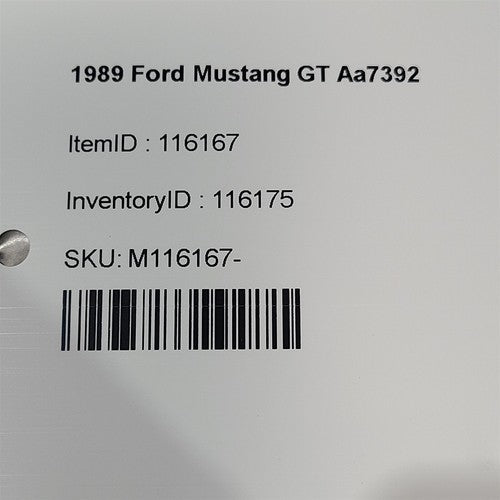 1989 Ford Mustang GT Aa7392
ItemID : 116167
InventoryID : 116175
SKU: M116167-